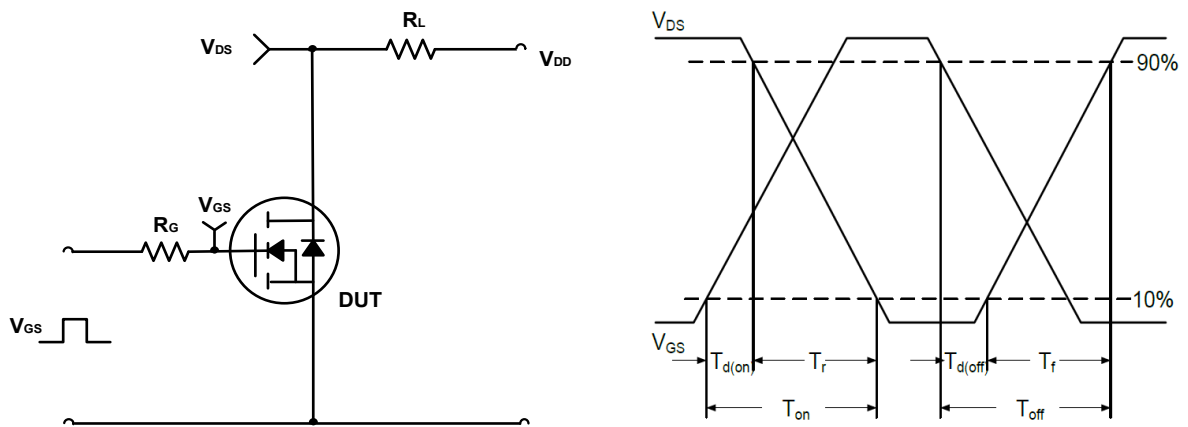 RL
VDS
VDD
VGS
RG
DUT
VGS
VDS
90%
10%
VGS
Td(on)
Tr
Td(off)
Tf
Ton
Toff